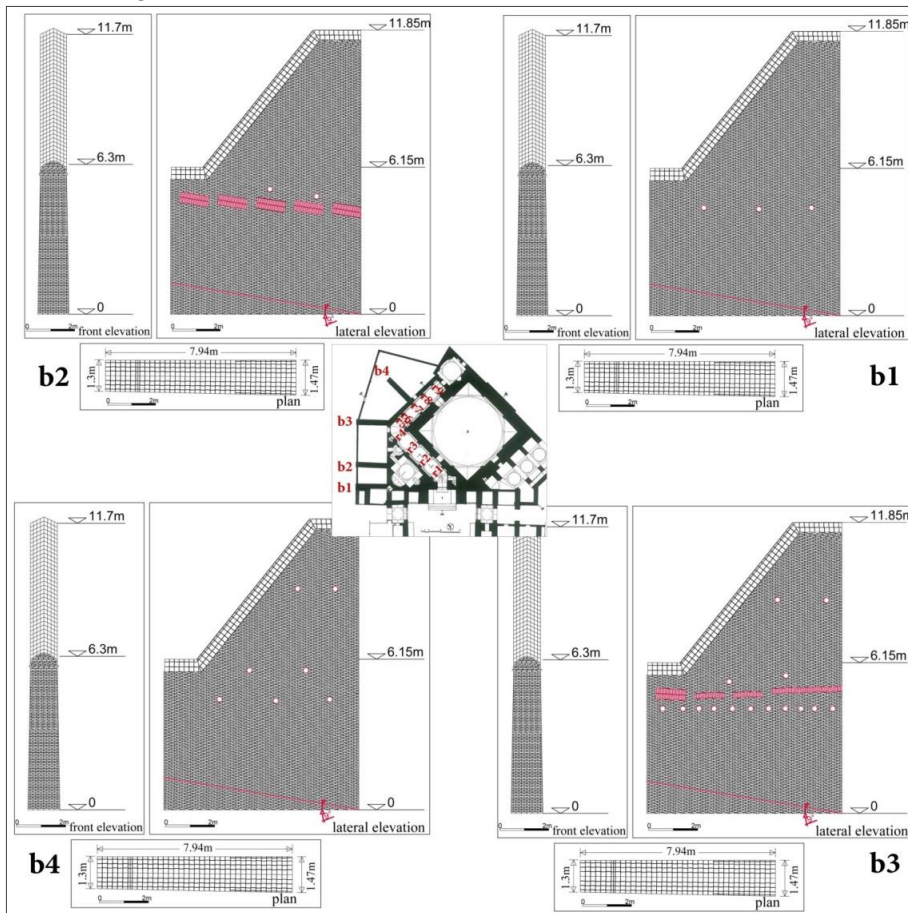 11.7m
6.3m
0
0 2m
front elevation
11.85m
6.15m
0
0 2m
lateral elevation
b2
7.94m
1.3m
1.47m
0 2m
plan
11.7m
6.3m
0
0 2m
front elevation
11.85m
6.15m
0
0 2m
lateral elevation
7.94m
1.3m
1.47m
0 2m
plan
b1
b4
b3
b2
b1
r4
r3
r2
r1
11.7m
6.3m
0
0 2m
front elevation
11.85m
6.15m
0
0 2m
lateral elevation
b4
7.94m
1.3m
1.47m
0 2m
plan
11.7m
6.3m
0
0 2m
front elevation
11.85m
6.15m
0
0 2m
lateral elevation
7.94m
1.3m
1.47m
0 2m
plan
b3